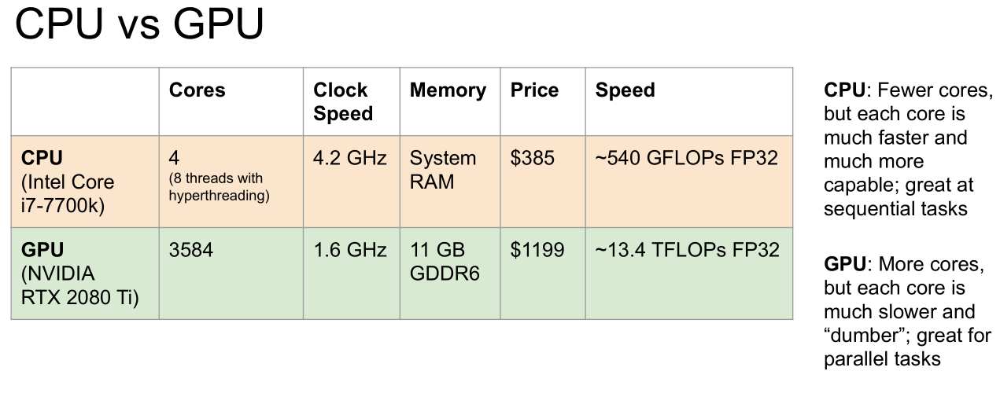 CPU vs GPU
Cores
Clock
Speed
Memory
Price
Speed
CPU
(Intel Core
i7-7700k)
4
(8 threads with
hyperthreading)
4.2 GHz
System
RAM
$385
~540 GFLOPs FP32
GPU
(NVIDIA
RTX 2080 Ti)
3584
1.6 GHz
11 GB
GDDR6
$1199
~13.4 TFLOPs FP32
CPU: Fewer cores,
but each core is
much faster and
much more
capable; great at
sequential tasks
GPU: More cores,
but each core is
much slower and
“dumber”; great for
parallel tasks